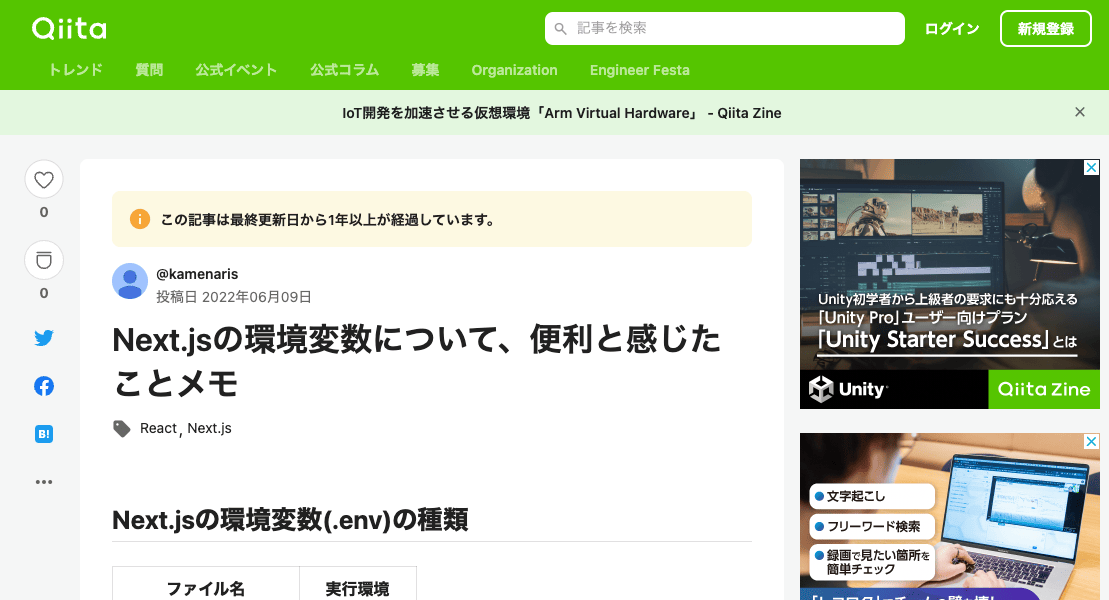 Qiita
記事を検索
ログイン
新規登録
トレンド
質問
公式イベント
公式コラム
募集
Organization
Engineer Festa
IoT開発を加速させる仮想環境「Arm Virtual Hardware」 - Qiita Zine
0
0
B!
この記事は最終更新日から1年以上が経過しています。
@kamenaris
投稿日 2022年06月09日
Next.jsの環境変数について、便利と感じた
ことメモ
React , Next.js
Next.jsの環境変数(.env)の種類
ファイル名
実行環境
Unity初学者から上級者の要求にも十分応える
「Unity Pro」ユーザー向けプラン
「Unity Starter Success」とは
Unity
Qiita Zine
文字起こし
フリーワード検索
録画で見たい箇所を
簡単チェック